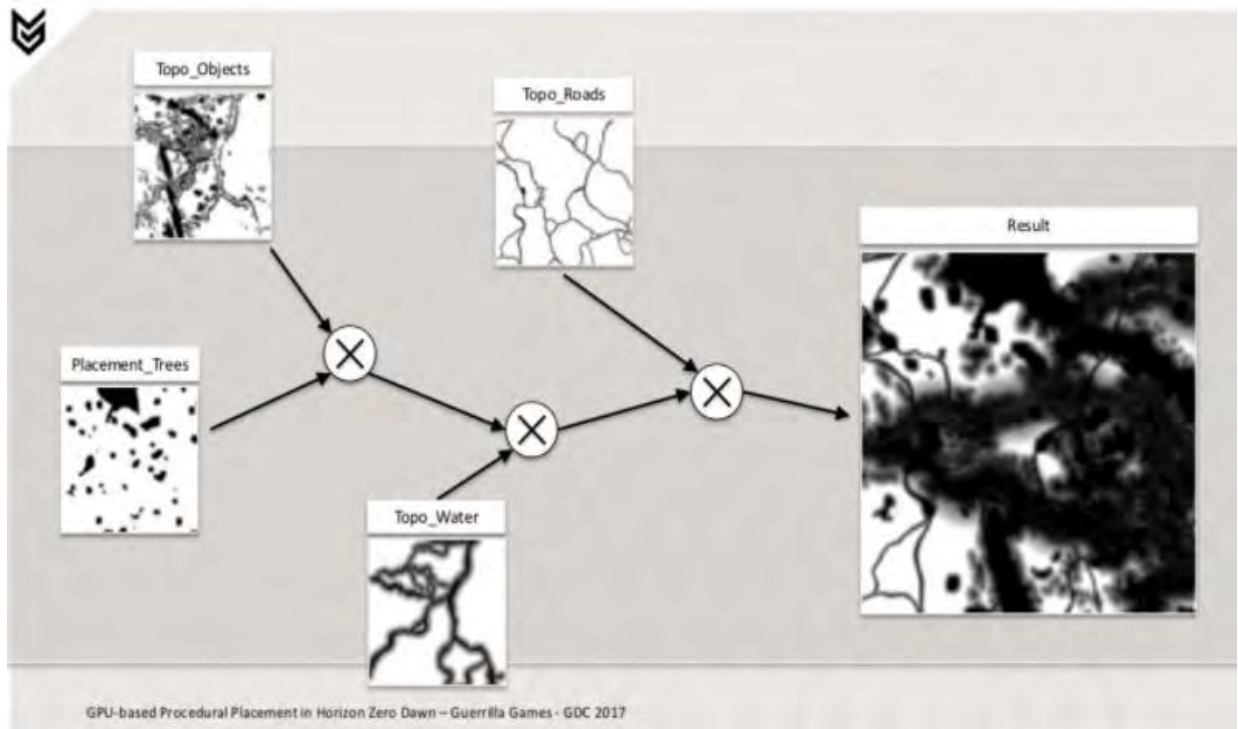 Topo_Objects
Topo_Roads
Result
Placement_Trees
Topo_Water
GPU-based Procedural Placement in Horizon Zero Dawn – Guerrilla Games - GDC 2017